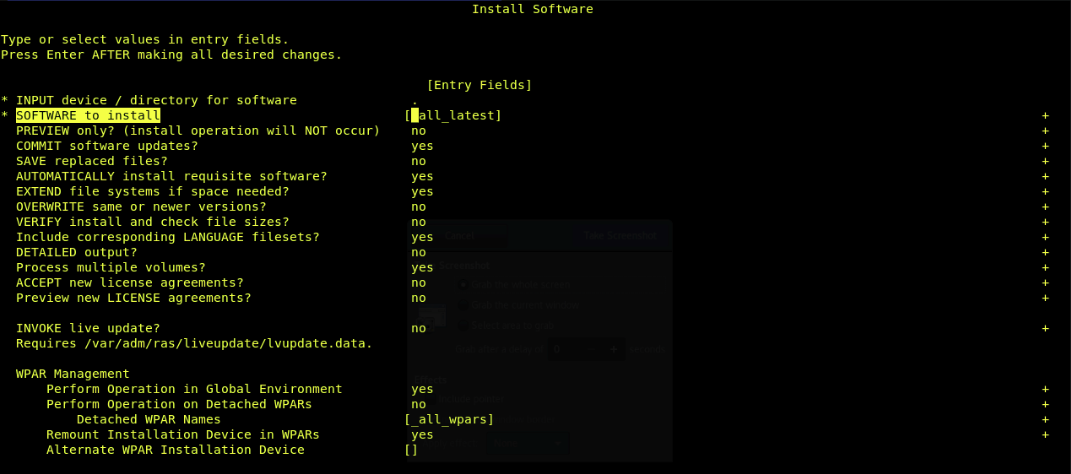 Install Software
Type or select values in entry fields.
Press Enter AFTER making all desired changes.
[Entry Fields]
* INPUT device / directory for software .
* SOFTWARE to install [_all_latest] +
PREVIEW only? (install operation will NOT occur) no +
COMMIT software updates? yes +
SAVE replaced files? no +
AUTOMATICALLY install requisite software? yes +
EXTEND file systems if space needed? yes +
OVERWRITE same or newer versions? no +
VERIFY install and check file sizes? no +
Include corresponding LANGUAGE filesets? yes +
DETAILED output? no +
Process multiple volumes? yes +
ACCEPT new license agreements? no +
Preview new LICENSE agreements? no +
INVOKE live update? no +
Requires /var/adm/ras/liveupdate/lvupdate.data.
WPAR Management
Perform Operation in Global Environment yes +
Perform Operation on Detached WPARs no +
Detached WPAR Names [_all_wpars] +
Remount Installation Device in WPARs yes +
Alternate WPAR Installation Device []